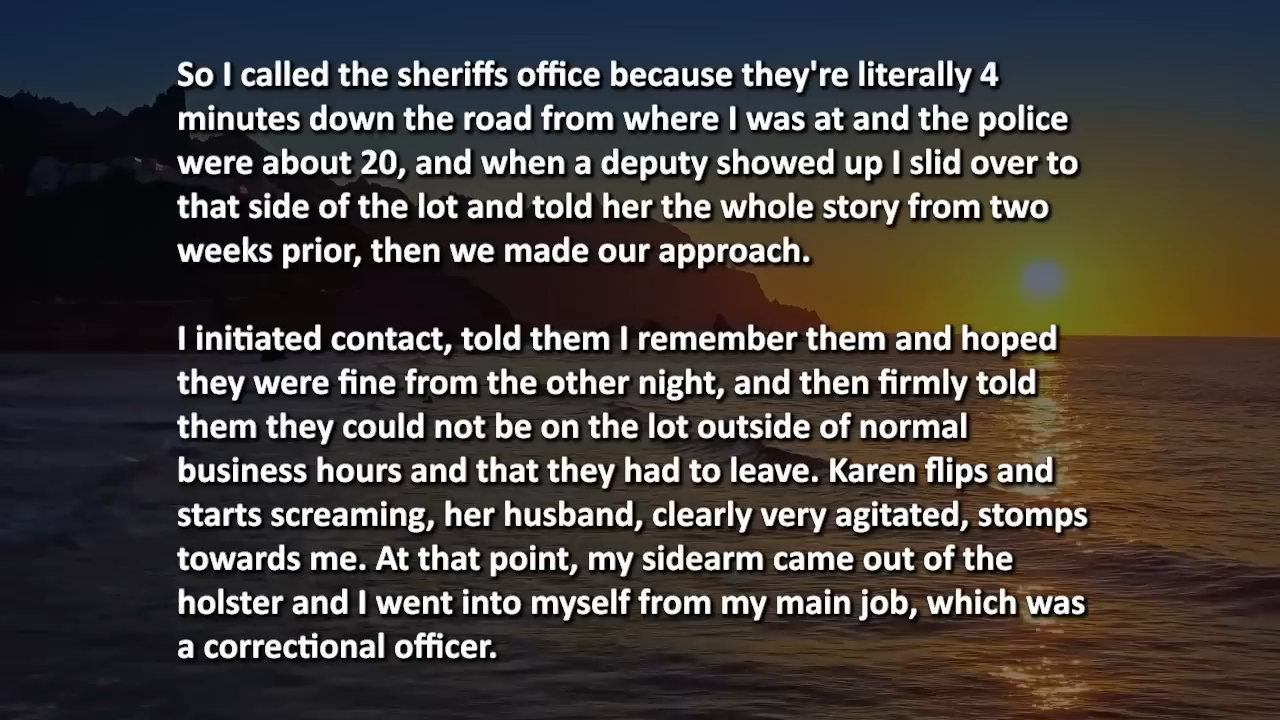 So I called the sheriffs office because they're literally 4
minutes down the road from where I was at and the police
were about 20, and when a deputy showed up I slid over to
that side of the lot and told her the whole story from two
weeks prior, then we made our approach.
I initiated contact, told them I remember them and hoped
they were fine from the other night, and then firmly told
them they could not be on the lot outside of normal
business hours and that they had to leave. Karen flips and
starts screaming, her husband, clearly very agitated, stomps
towards me. At that point, my sidearm came out of the
holster and I went into myself from my main job, which was
a correctional officer.